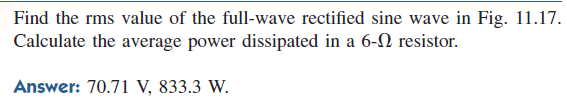 Find the rms value of the full-wave rectified sine wave in Fig. 11.17.
Calculate the average power dissipated in a 6-Ω resistor.
Answer: 70.71 V, 833.3 W.